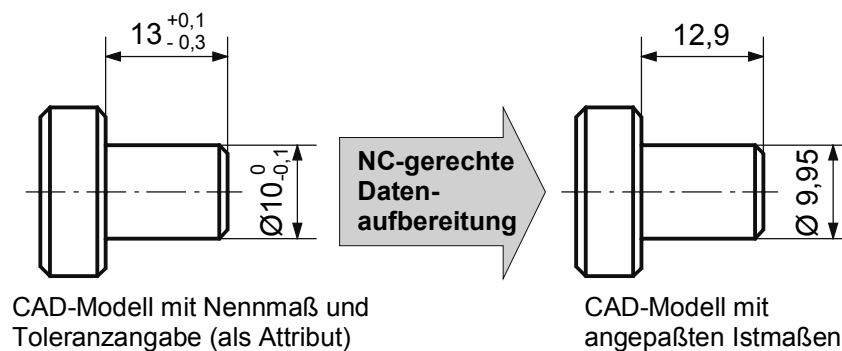 13 +0,1
- 0,3
Ø10 0
-0,1
NC-gerechte
Daten-
aufbereitung
12,9
Ø 9,95
CAD-Modell mit Nennmaß und
Toleranzangabe (als Attribut)
CAD-Modell mit
angepaßten Istmaßen